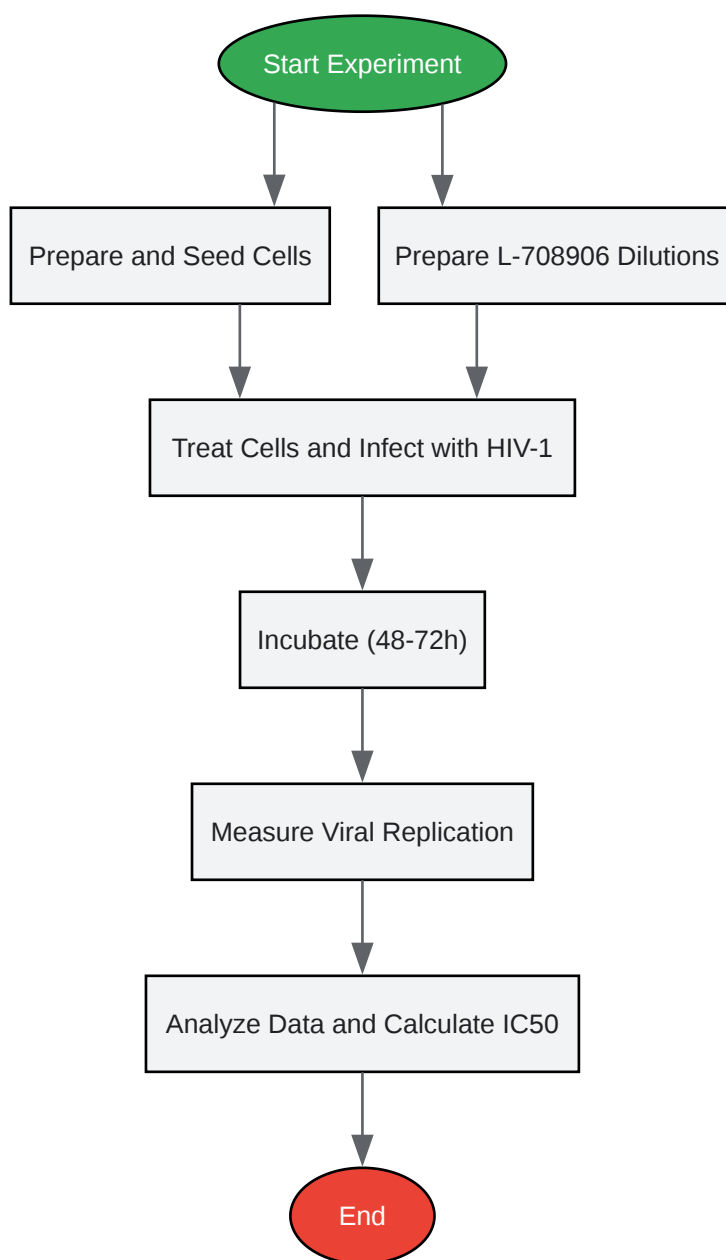 Start Experiment
Prepare and Seed Cells
Prepare L-708906 Dilutions
Treat Cells and Infect with HIV-1
Incubate (48-72h)
Measure Viral Replication
Analyze Data and Calculate IC50
End